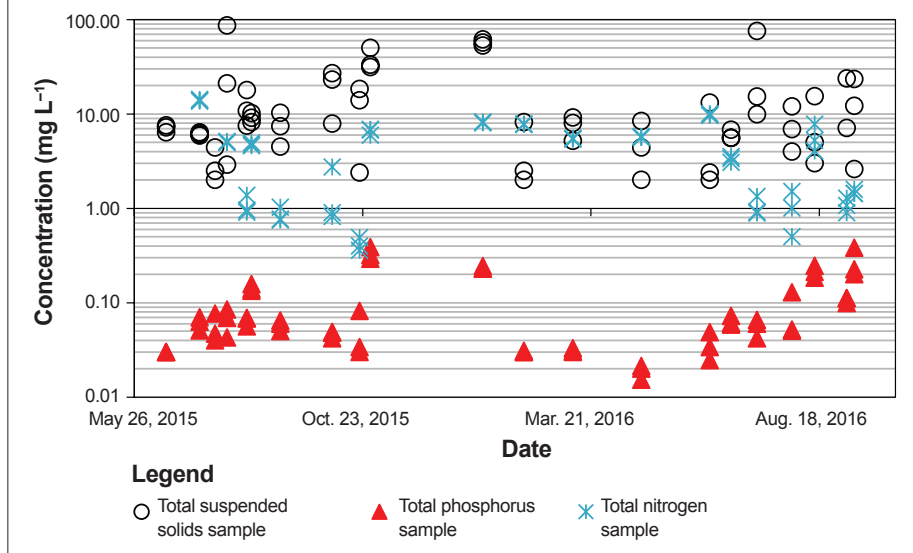 100.00
10.00
1.00
0.10
0.01
Concentration (mg L⁻¹)
May 26, 2015
Oct. 23, 2015
Mar. 21, 2016
Aug. 18, 2016
Date
Legend
Total suspended
solids sample
Total phosphorus
sample
Total nitrogen
sample